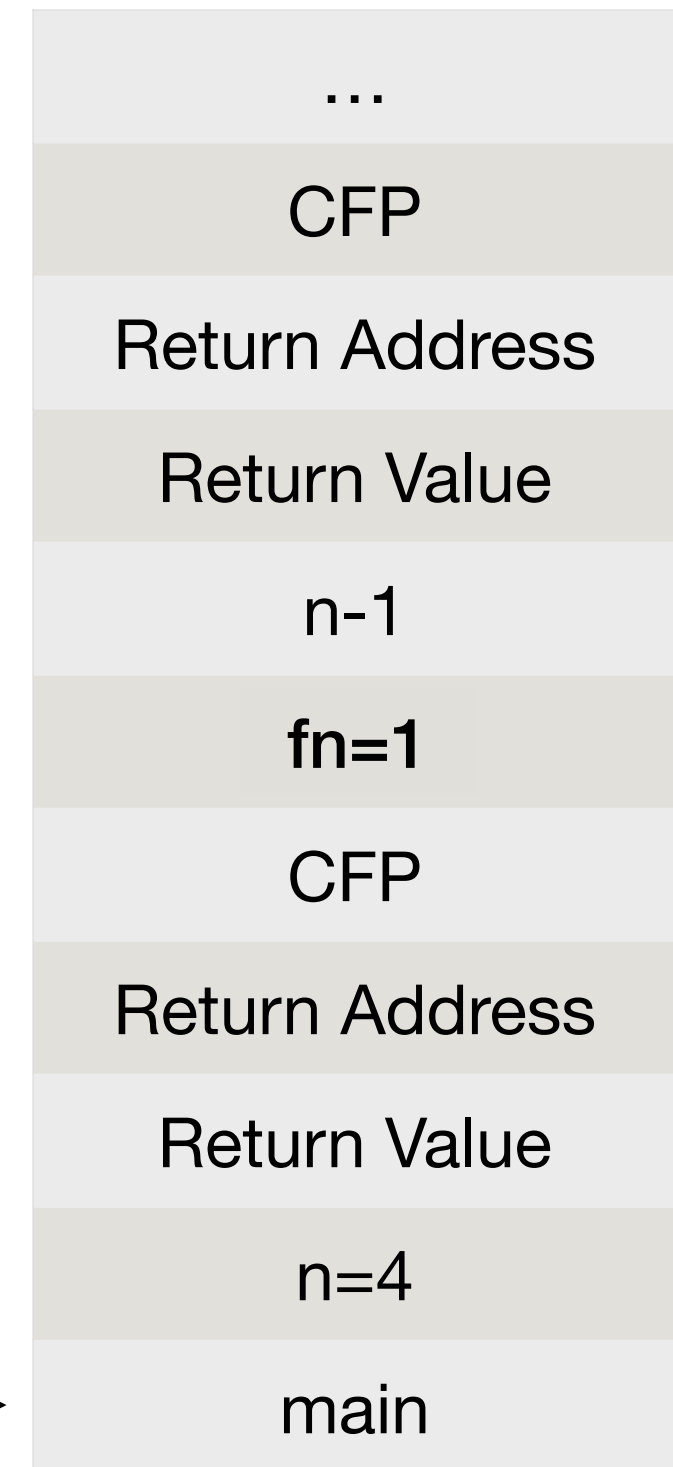 ...
CFP
Return Address
Return Value
n-1
fn=1
CFP
Return Address
Return Value
n=4
main